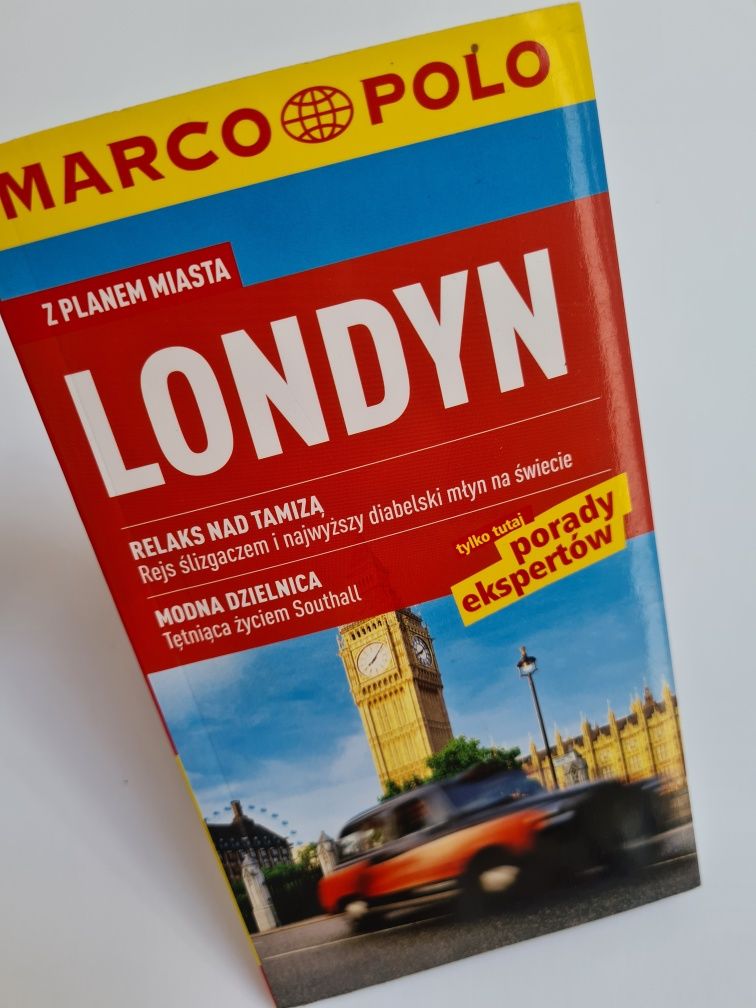 MARCO POLO
Z PLANEM MIASTA
LONDYN
RELAKS NAD TAMIZĄ
Rejs ślizgaczem i najwyższy diabelski młyn na świecie
MODNA DZIELNICA
Tętniąca życiem Southall
tylko tutaj
porady
ekspertów